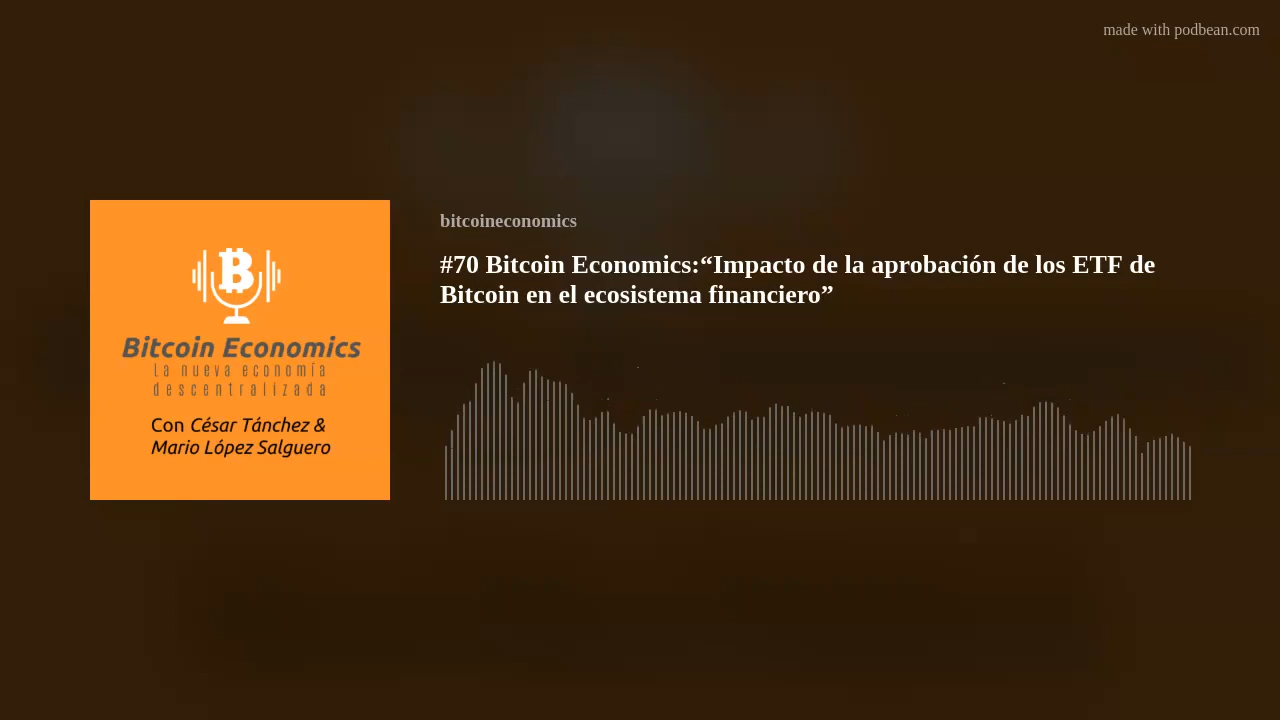 made with podbean.com
bitcoineconomics
#70 Bitcoin Economics:“Impacto de la aprobación de los ETF de
Bitcoin en el ecosistema financiero”
Bitcoin Economics
La nueva economía
descentralizada
Con César Tánchez &
Mario López Salguero